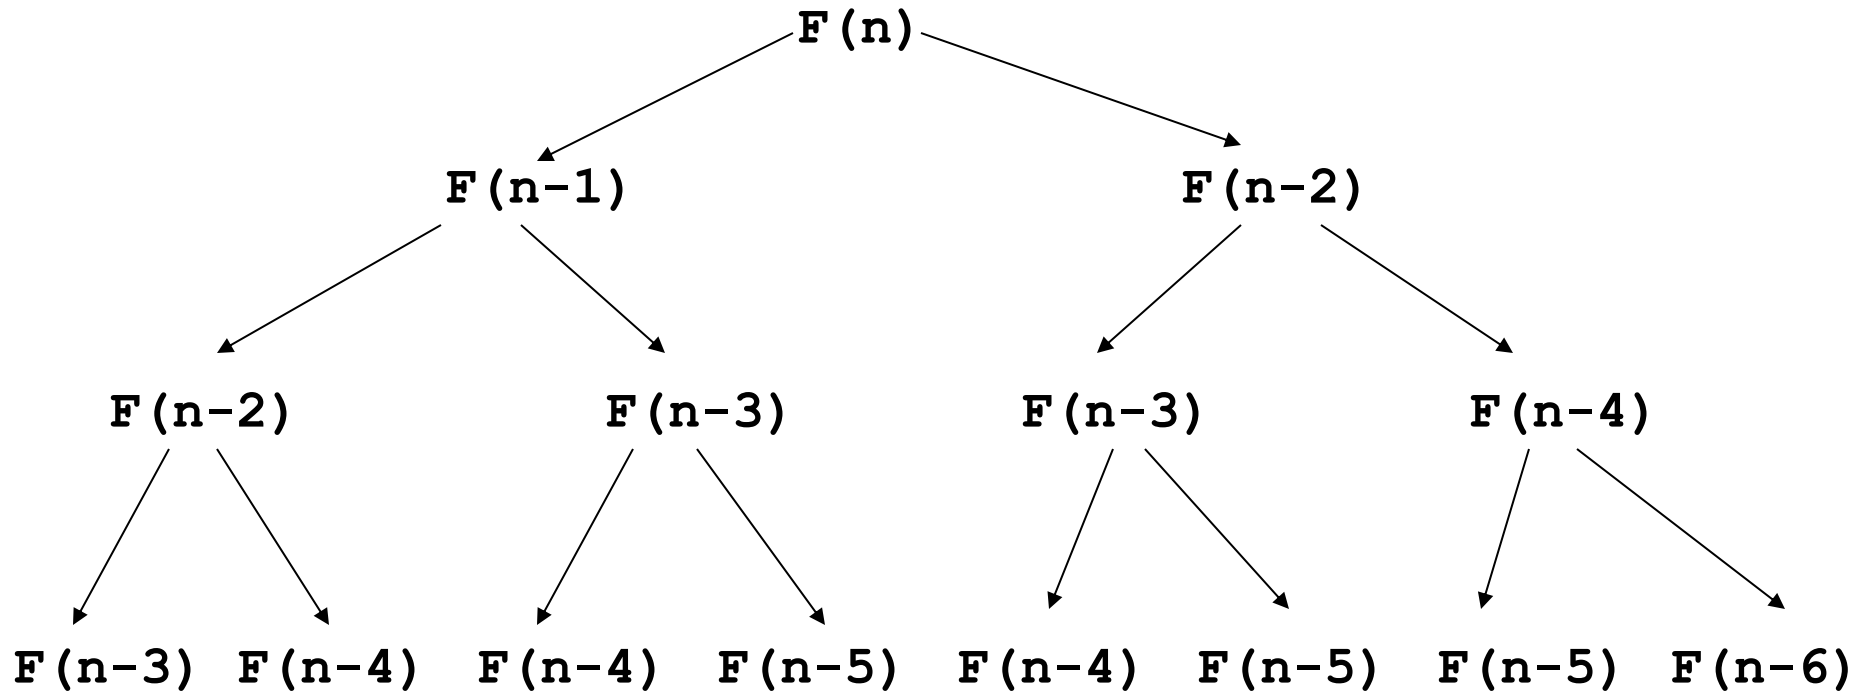 F(n)
F(n-1) F(n-2)
F(n-2) F(n-3) F(n-3) F(n-4)
F(n-3) F(n-4) F(n-4) F(n-5) F(n-4) F(n-5) F(n-5) F(n-6)